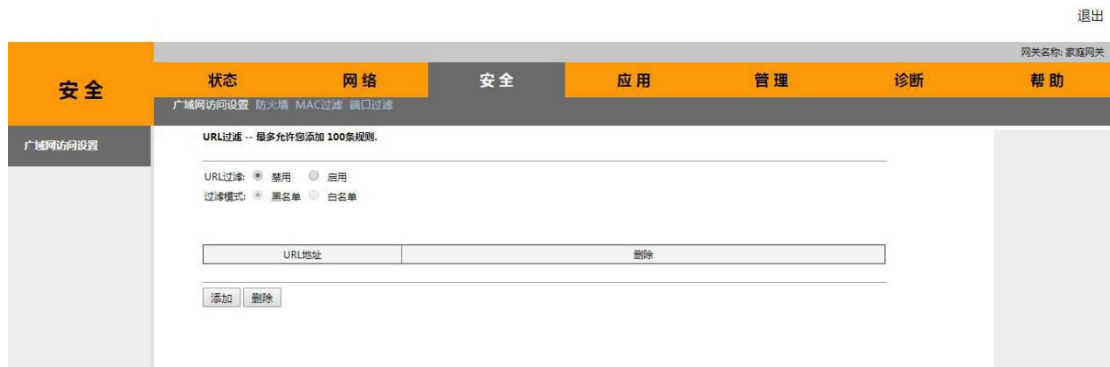 退出
网关名称: 家庭网关
安全
状态 网络 安全 应用 管理 诊断 帮助
广域网访问设置 防火墙 MAC过滤 端口过滤
广域网访问设置
URL过滤 -- 最多允许您添加 100条规则.
URL过滤: 禁用 启用
过滤模式: 黑名单 白名单
URL地址 删除
添加 删除